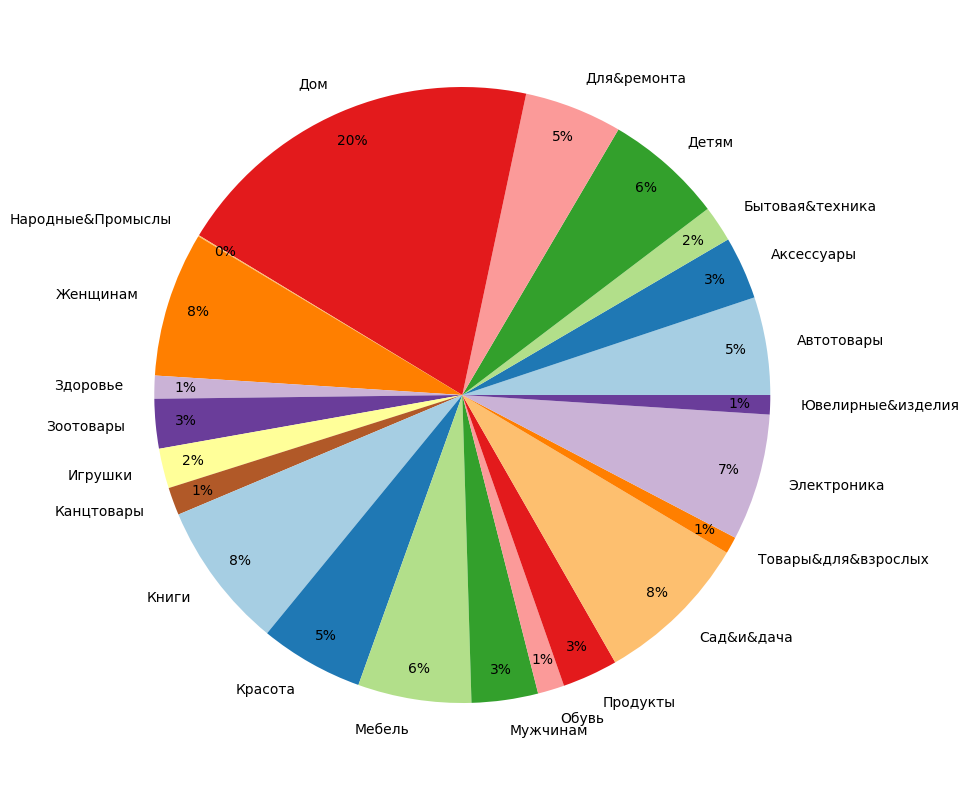 Для&ремонта
Дом
5%
20%
Детям
6%
Бытовая&техника
Народные&Промыслы
2%
0%
Аксессуары
3%
Женщинам
8%
Автотовары
5%
Здоровье
1%
Ювелирные&изделия
1%
Зоотовары
3%
Игрушки
2%
7%
Электроника
Канцтовары
1%
1%
Товары&для&взрослых
8%
Книги
8%
Сад&и&дача
Красота
5%
3%
1%
6%
3%
Продукты
Обувь
Мебель
Мужчинам